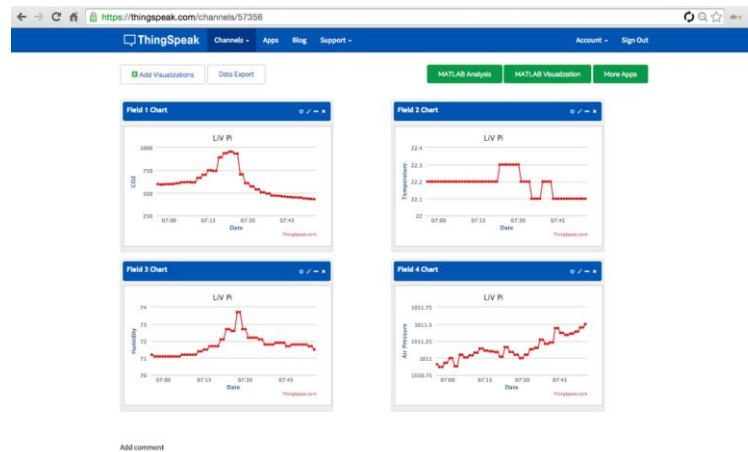 https://thingspeak.com/channels/57356
ThingSpeak Channels Apps Blog Support Account Sign Out
Add Visualizations Data Export MATLAB Analysis MATLAB Visualization More Apps
Field 1 Chart
LiV Pi
1000
750
500
250
CO2
07:00 07:15 07:30 07:45
Date
ThingSpeak.com
Field 2 Chart
LiV Pi
22.4
22.3
22.2
22.1
22
Temperature
07:00 07:15 07:30 07:45
Date
ThingSpeak.com
Field 3 Chart
LiV Pi
74
73
72
71
70
Humidity
07:00 07:15 07:30 07:45
Date
ThingSpeak.com
Field 4 Chart
LiV Pi
1011.75
1011.5
1011.25
1011
1010.75
Air Pressure
07:00 07:15 07:30 07:45
Date
ThingSpeak.com
Add comment